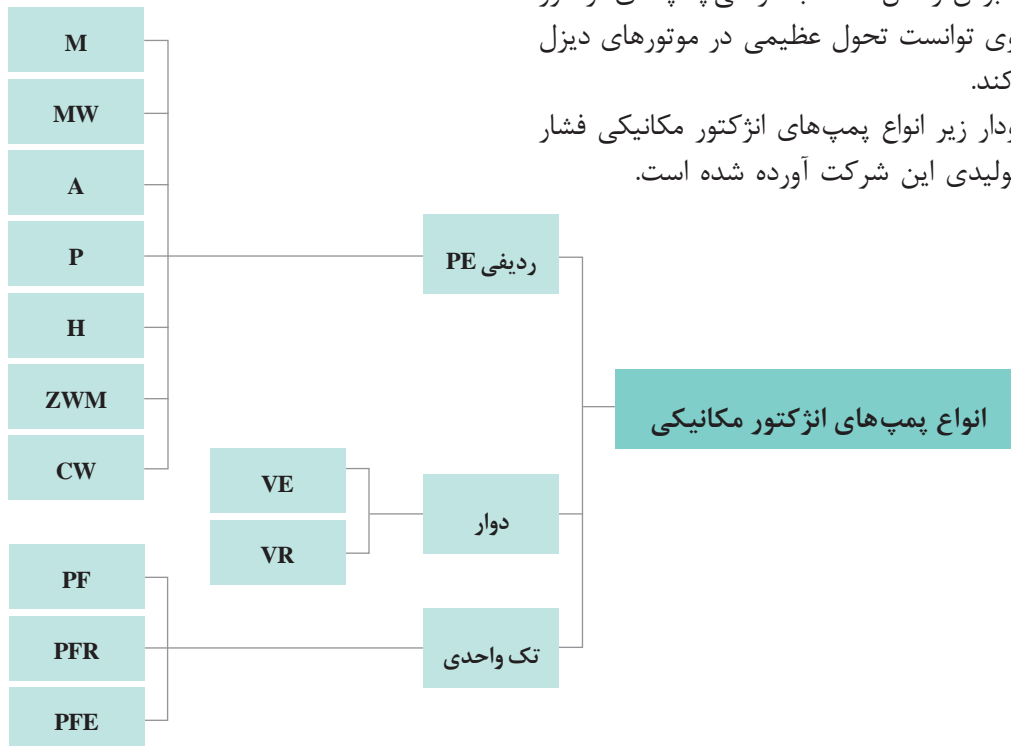 وی توانست تحول عظیمی در موتورهای دیزل
کند.
ودار زیر انواع پمپ‌های انژکتور مکانیکی فشار
ولیدی این شرکت آورده شده است.
انواع پمپ‌های انژکتور مکانیکی
ردیفی PE
M
MW
A
P
H
ZWM
CW
دوار
VE
VR
تک واحدی
PF
PFR
PFE